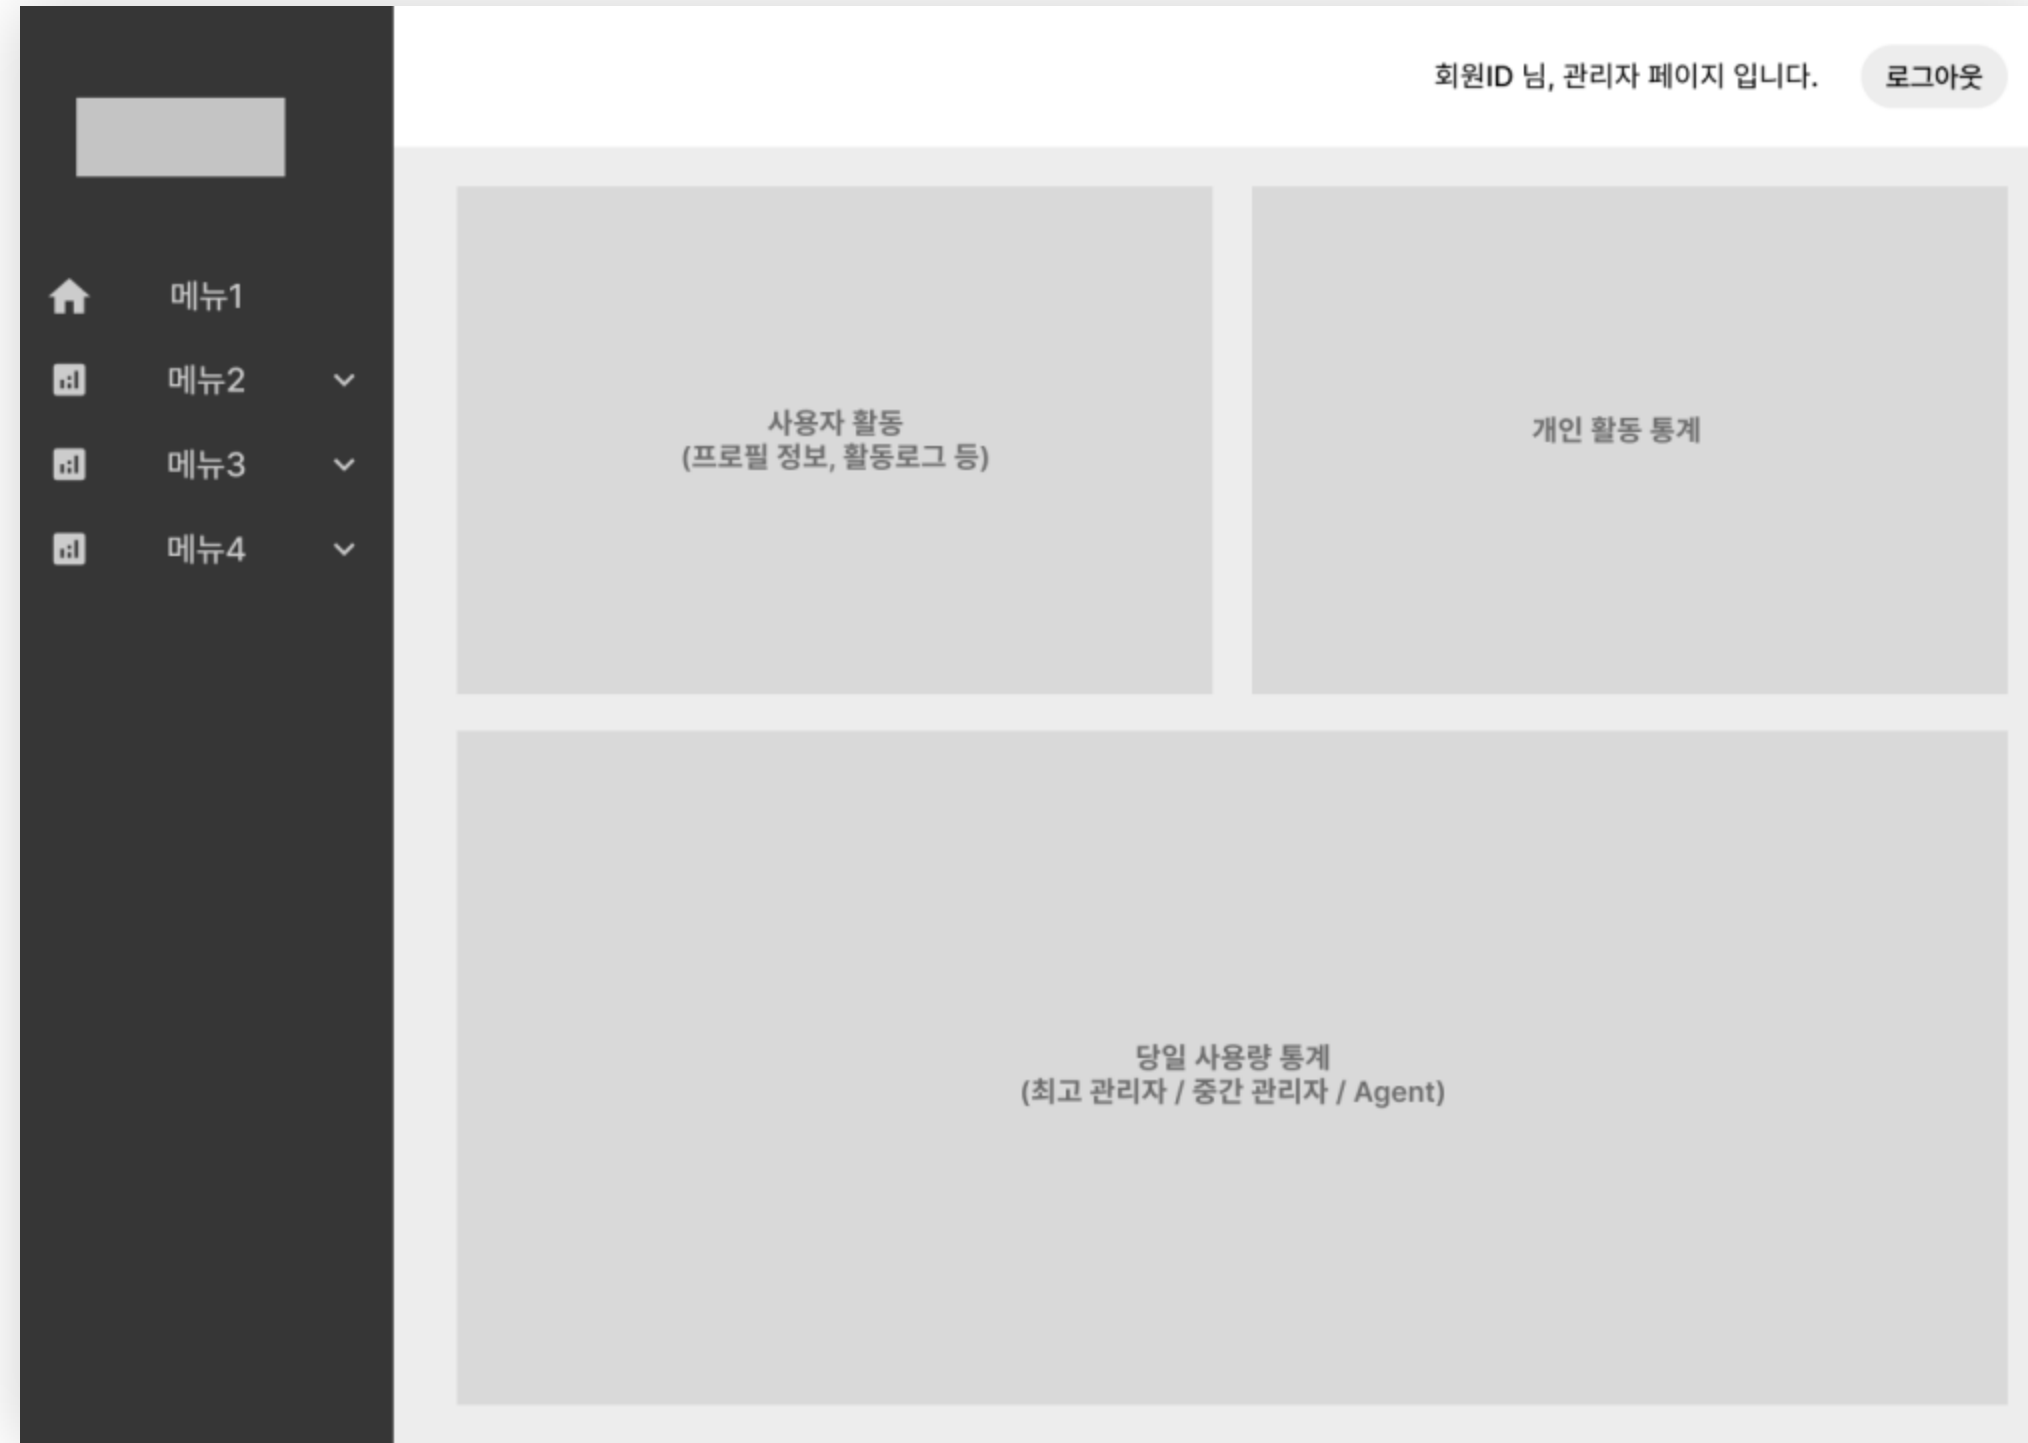 회원ID 님, 관리자 페이지 입니다.
로그아웃
메뉴1
메뉴2
메뉴3
메뉴4
사용자 활동
(프로필 정보, 활동로그 등)
개인 활동 통계
당일 사용량 통계
(최고 관리자 / 중간 관리자 / Agent)